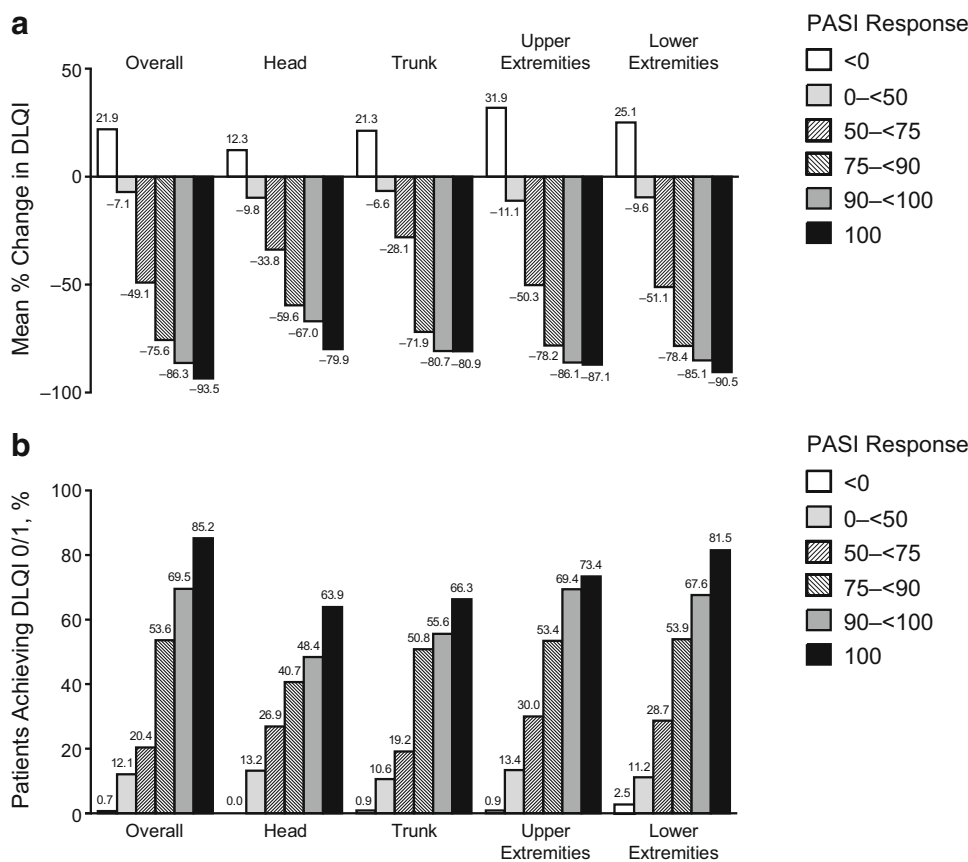 a
Overall Head Trunk Upper Extremities Lower Extremities
PASI Response
<0
0–<50
50–<75
75–<90
90–<100
100
Mean % Change in DLQI
50
0
–50
–100
21.9 –7.1 –49.1 –75.6 –86.3 –93.5
12.3 –9.8 –33.8 –59.6 –67.0 –79.9
21.3 –6.6 –28.1 –71.9 –80.7 –80.9
31.9 –11.1 –50.3 –78.2 –86.1 –87.1
25.1 –9.6 –51.1 –78.4 –85.1 –90.5
b
PASI Response
<0
0–<50
50–<75
75–<90
90–<100
100
Patients Achieving DLQI 0/1, %
100
80
60
40
20
0
0.7 12.1 20.4 53.6 69.5 85.2
0.0 13.2 26.9 40.7 48.4 63.9
0.9 10.6 19.2 50.8 55.6 66.3
0.9 13.4 30.0 53.4 69.4 73.4
2.5 11.2 28.7 53.9 67.6 81.5
Overall Head Trunk Upper Extremities Lower Extremities